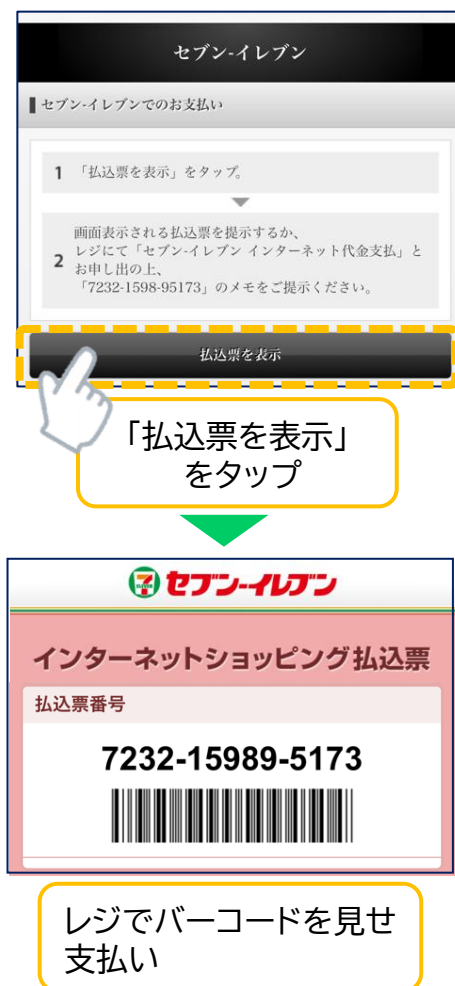 セブン-イレブン
セブン-イレブンでのお支払い
1 「払込票を表示」をタップ。
画面表示される払込票を提示するか、
2 レジにて「セブン-イレブン インターネット代金支払」と
お申し出の上、
「7232-1598-95173」のメモをご提示ください。
払込票を表示
「払込票を表示」
をタップ
7 ELEVEn セブン-イレブン
インターネットショッピング払込票
払込票番号
7232-15989-5173
レジでバーコードを見せ
支払い